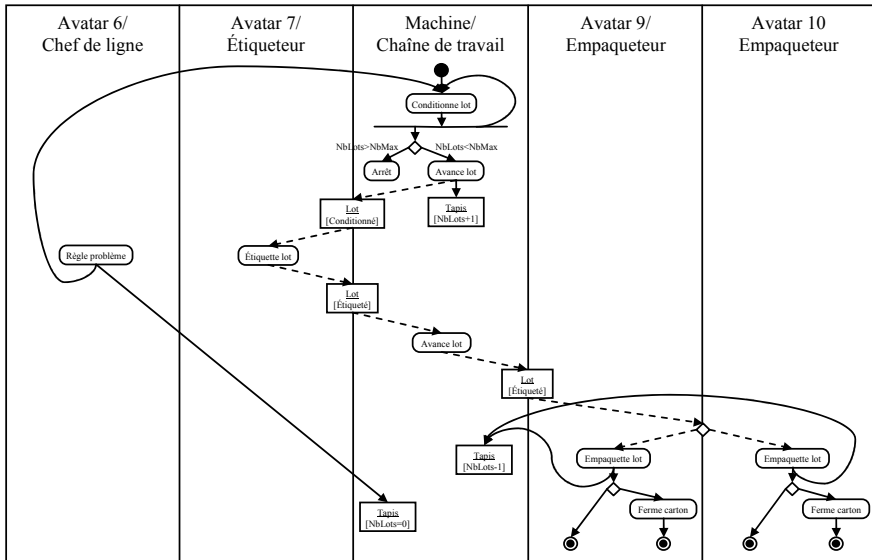 Avatar 6/
Chef de ligne
Avatar 7/
Étiqueteur
Machine/
Chaîne de travail
Avatar 9/
Empaqueteur
Avatar 10
Empaqueteur
Conditionne lot
NbLots>NbMax
NbLots<NbMax
Arrêt
Avance lot
Lot
[Conditionné]
Tapis
[NbLots+1]
Règle problème
Étiquette lot
Lot
[Étiqueté]
Avance lot
Lot
[Étiqueté]
Tapis
[NbLots-1]
Empaquette lot
Empaquette lot
Tapis
[NbLots=0]
Ferme carton
Ferme carton